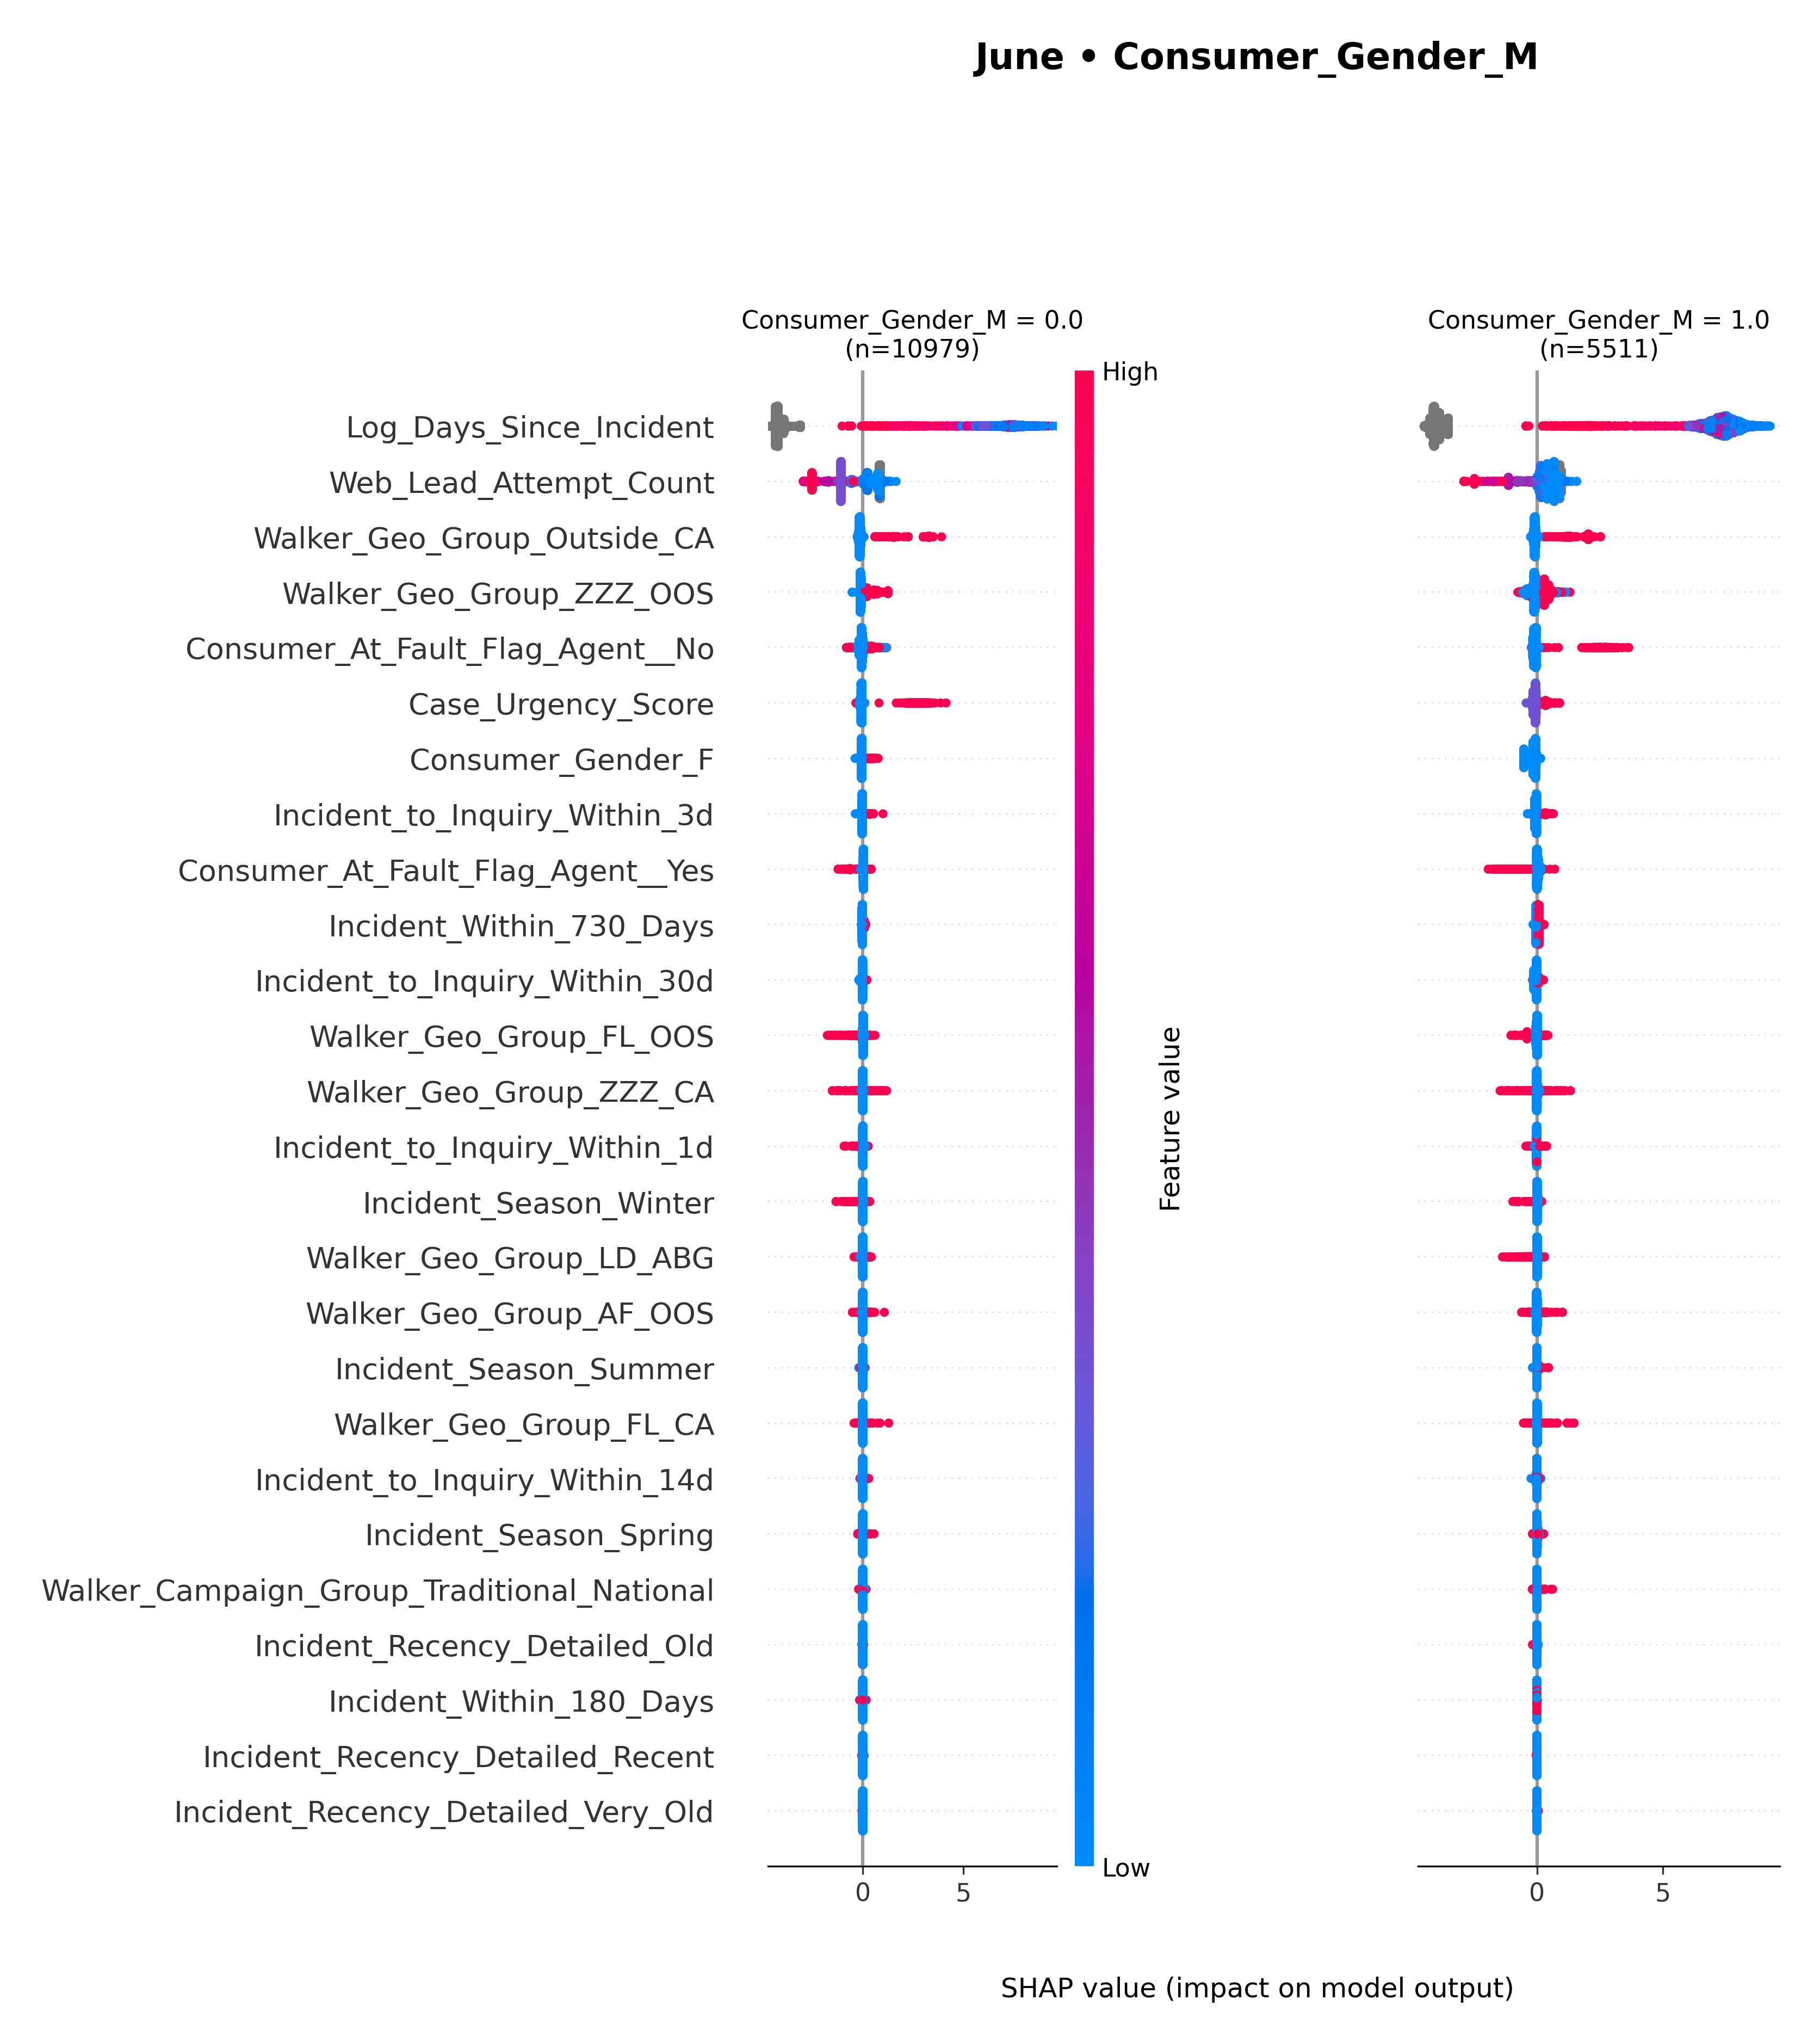 June • Consumer_Gender_M
Consumer_Gender_M = 0.0
(n=10979)
Consumer_Gender_M = 1.0
(n=5511)
High
Log_Days_Since_Incident
Web_Lead_Attempt_Count
Walker_Geo_Group_Outside_CA
Walker_Geo_Group_ZZZ_OOS
Consumer_At_Fault_Flag_Agent__No
Case_Urgency_Score
Consumer_Gender_F
Incident_to_Inquiry_Within_3d
Consumer_At_Fault_Flag_Agent__Yes
Incident_Within_730_Days
Incident_to_Inquiry_Within_30d
Walker_Geo_Group_FL_OOS
Walker_Geo_Group_ZZZ_CA
Incident_to_Inquiry_Within_1d
Incident_Season_Winter
Walker_Geo_Group_LD_ABG
Walker_Geo_Group_AF_OOS
Incident_Season_Summer
Walker_Geo_Group_FL_CA
Incident_to_Inquiry_Within_14d
Incident_Season_Spring
Walker_Campaign_Group_Traditional_National
Incident_Recency_Detailed_Old
Incident_Within_180_Days
Incident_Recency_Detailed_Recent
Incident_Recency_Detailed_Very_Old
Feature value
Low
0 5
0 5
SHAP value (impact on model output)